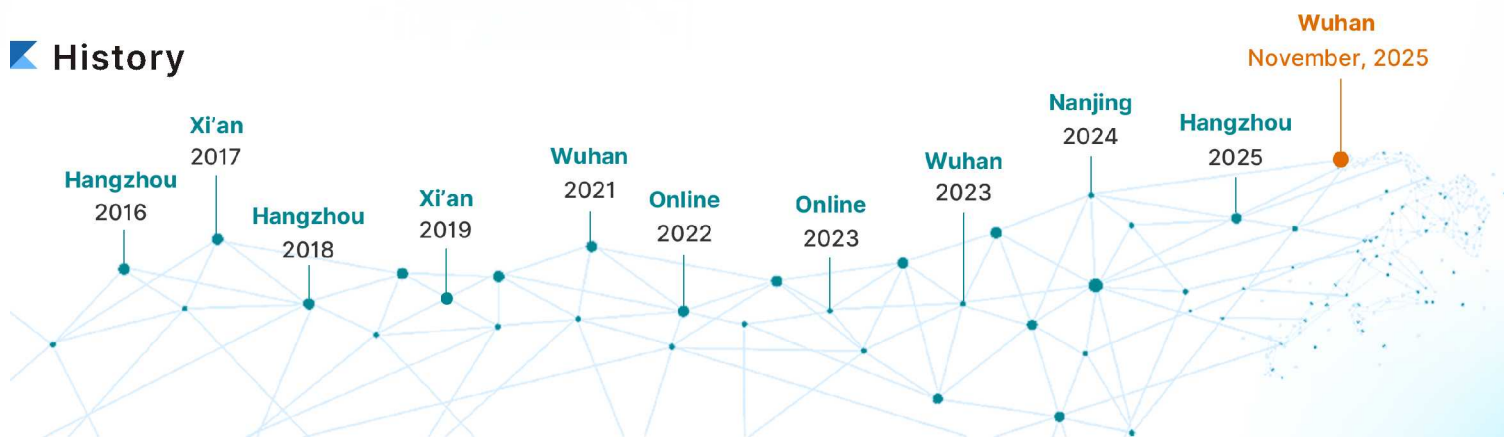 History
Hangzhou
2016
Xi’an
2017
Hangzhou
2018
Xi’an
2019
Wuhan
2021
Online
2022
Online
2023
Wuhan
2023
Nanjing
2024
Hangzhou
2025
Wuhan
November, 2025